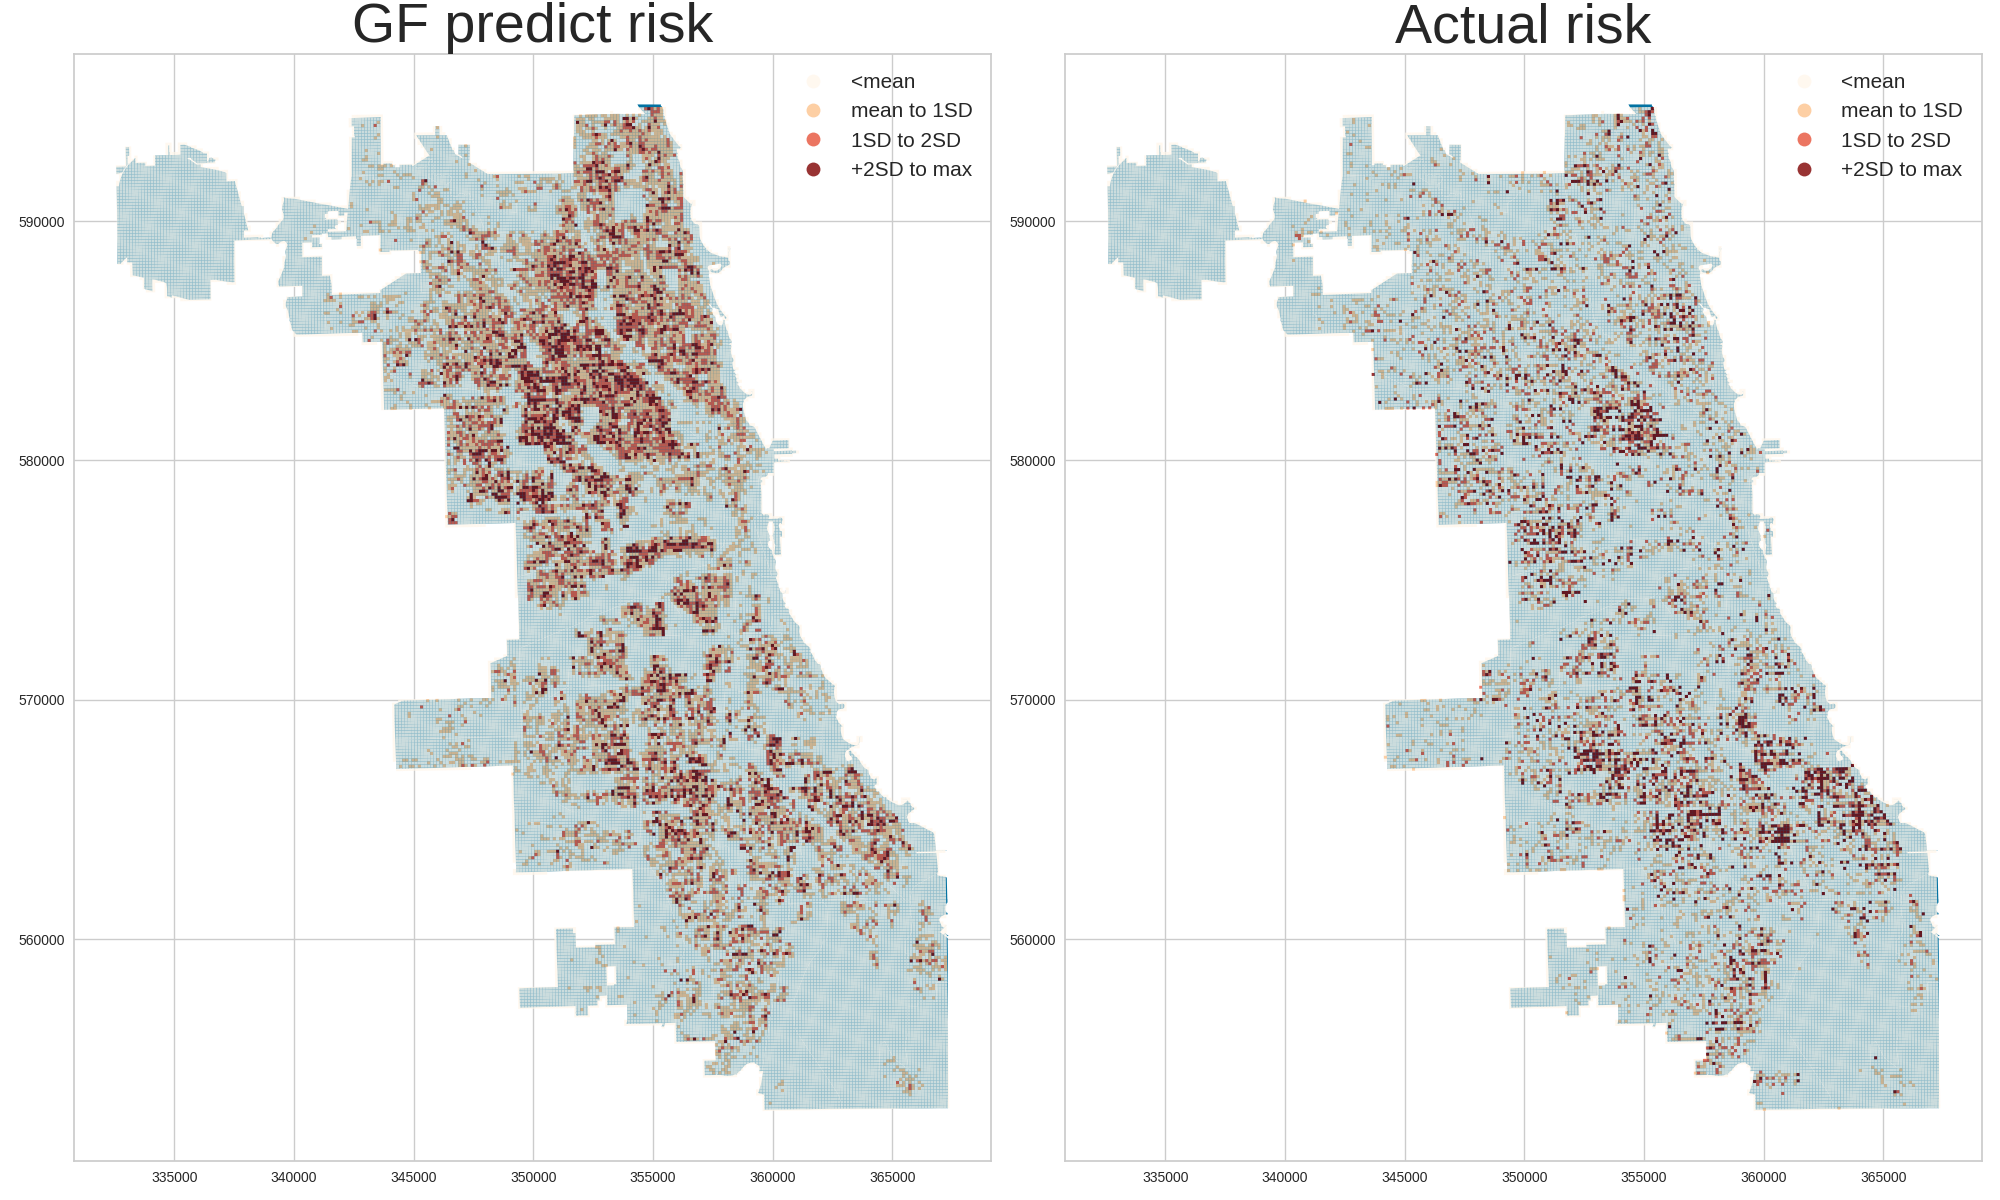 GF predict risk
<mean
mean to 1SD
1SD to 2SD
+2SD to max
590000
580000
570000
560000
335000 340000 345000 350000 355000 360000 365000
Actual risk
<mean
mean to 1SD
1SD to 2SD
+2SD to max
590000
580000
570000
560000
335000 340000 345000 350000 355000 360000 365000